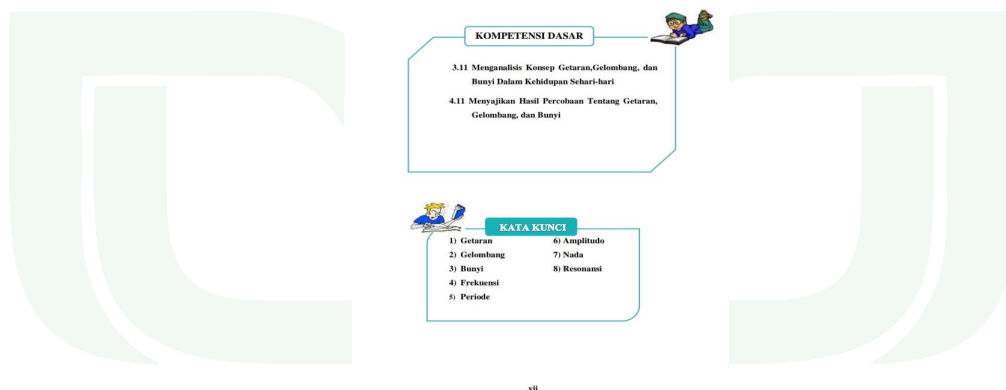 KOMPETENSI DASAR
3.11 Menganalisis Konsep Getaran,Gelombang, dan
Bunyi Dalam Kehidupan Sehari-hari
4.11 Menyajikan Hasil Percobaan Tentang Getaran,
Gelombang, dan Bunyi
KATA KUNCI
1) Getaran
2) Gelombang
3) Bunyi
4) Frekuensi
5) Periode
6) Amplitudo
7) Nada
8) Resonansi
xii